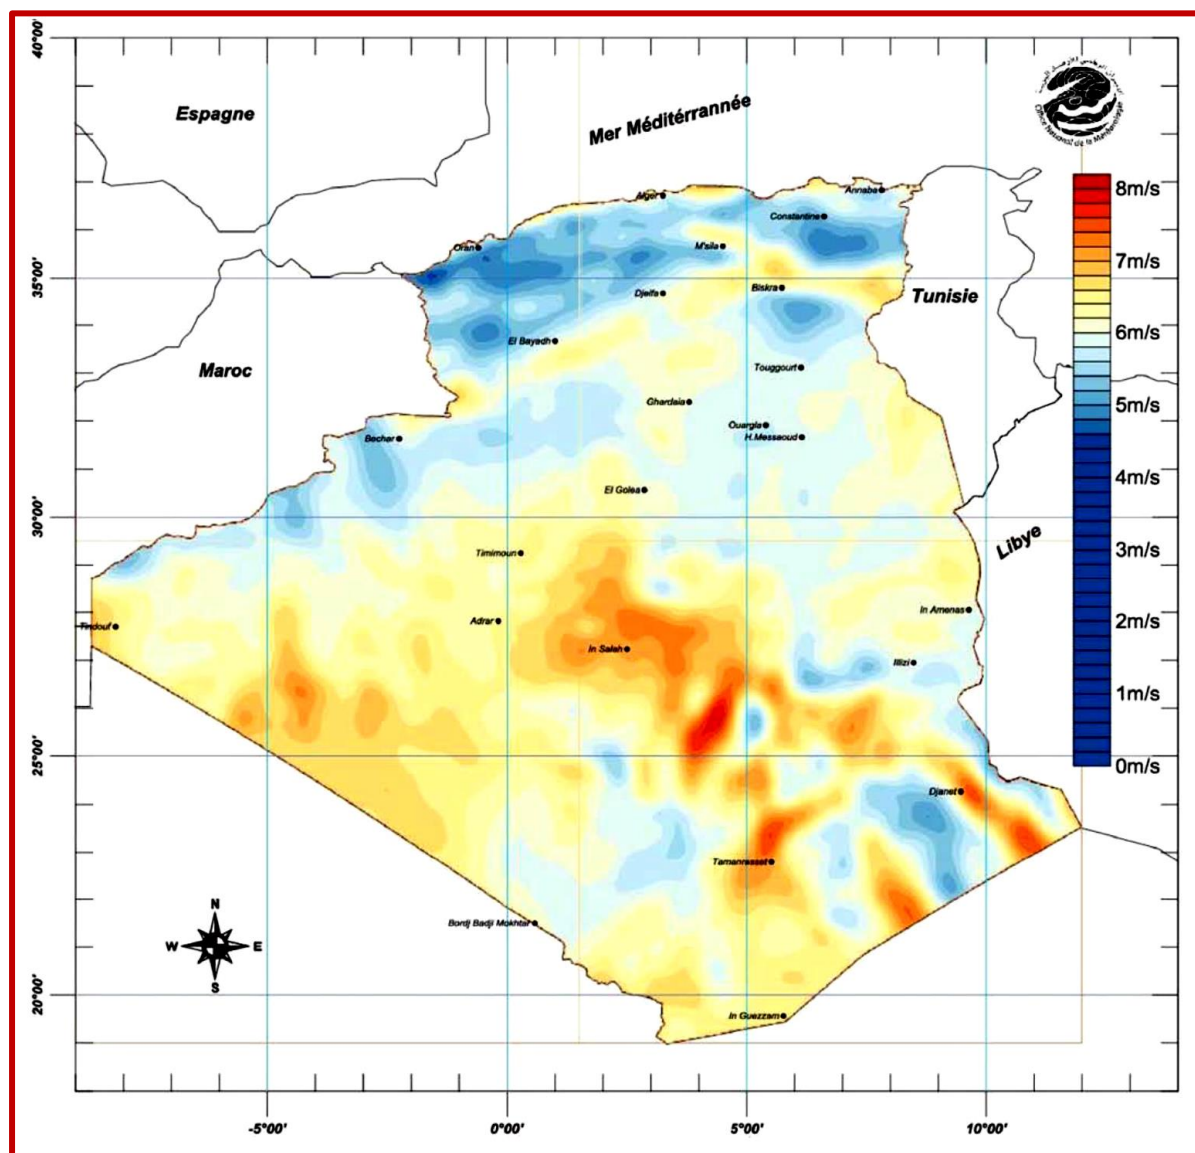 40°00'
Espagne
Mer Méditérrannée
Office National de la Météorologie
8m/s
Alger
Annaba
Constantine
Oran
M'sila
7m/s
35°00'
Djelfa
Biskra
Tunisie
6m/s
El Bayadh
Maroc
Touggourt
Ghardaia
5m/s
Ouargla
H.Messaoud
Bechar
4m/s
El Golea
30°00'
Libye
Timimoun
3m/s
In Amenas
Adrar
2m/s
Tindouf
In Salah
Illizi
1m/s
25°00'
0m/s
Djanet
Tamanrasset
N
Bordj Badji Mokhtar
W
E
S
20°00'
In Guezzam
-5°00'
0°00'
5°00'
10°00'